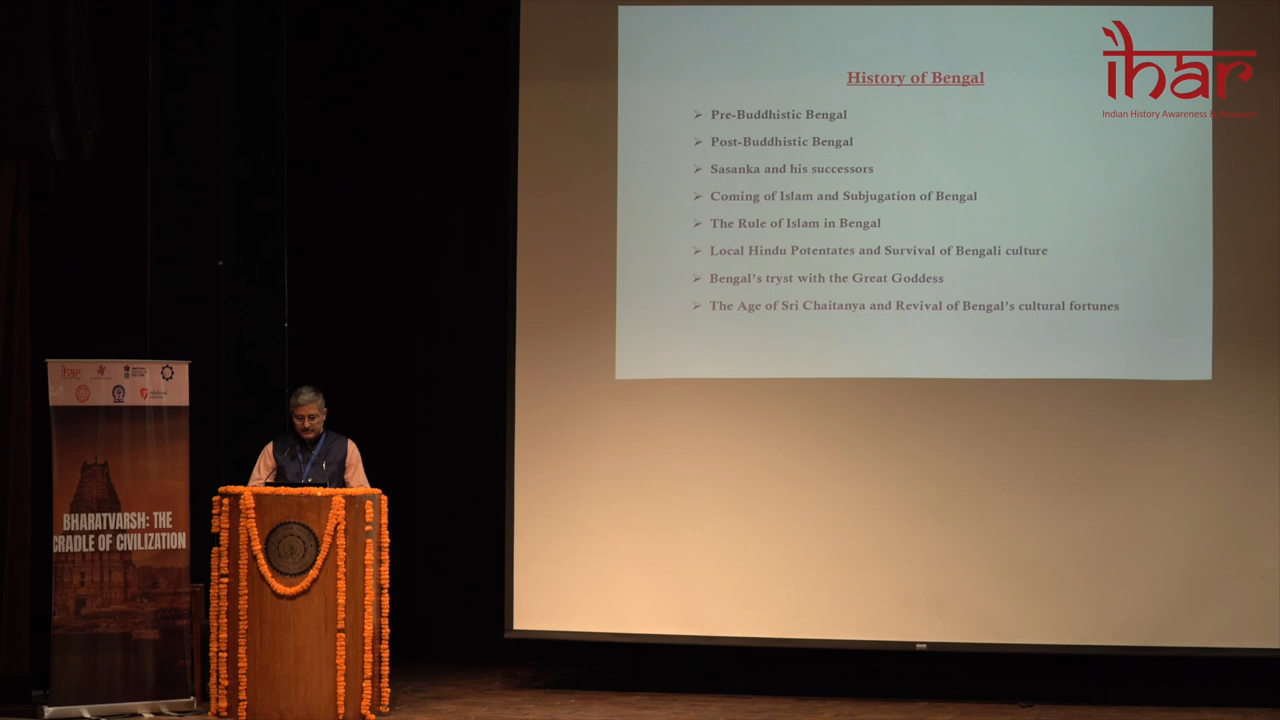 History of Bengal
➢ Pre-Buddhistic Bengal
➢ Post-Buddhistic Bengal
➢ Sasanka and his successors
➢ Coming of Islam and Subjugation of Bengal
➢ The Rule of Islam in Bengal
➢ Local Hindu Potentates and Survival of Bengali culture
➢ Bengal's tryst with the Great Goddess
➢ The Age of Sri Chaitanya and Revival of Bengal's cultural fortunes
ihar
Indian History Awareness &
ihar
BHARATVARSH: THE
CRADLE OF CIVILIZATION